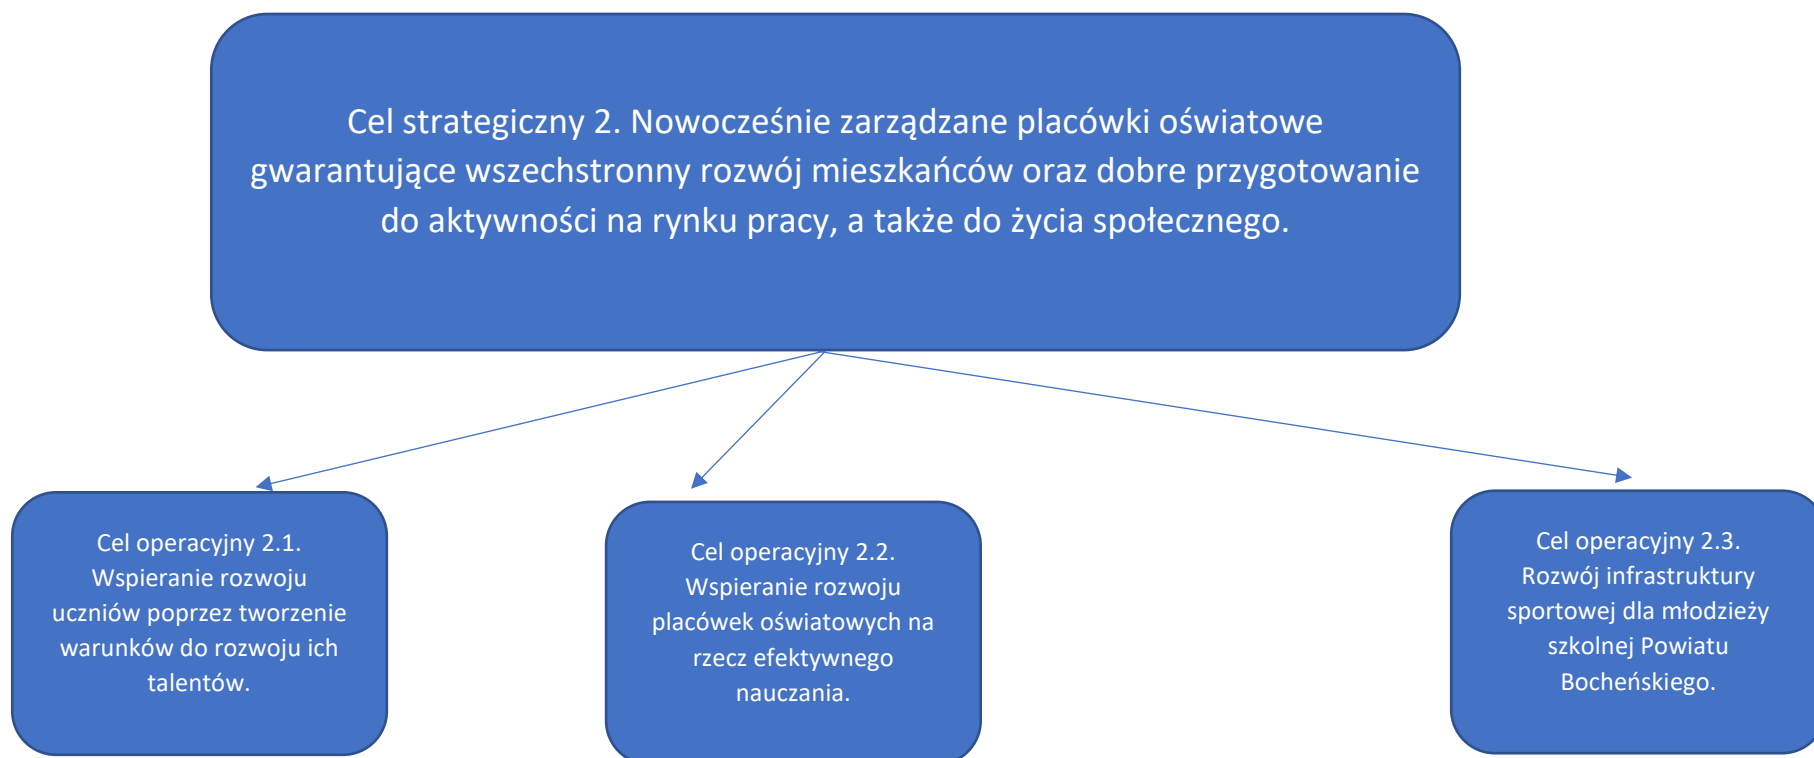 Cel strategiczny 2. Nowocześnie zarządzane placówki oświatowe
gwarantujące wszechstronny rozwój mieszkańców oraz dobre przygotowanie
do aktywności na rynku pracy, a także do życia społecznego.
Cel operacyjny 2.1.
Wspieranie rozwoju
uczniów poprzez tworzenie
warunków do rozwoju ich
talentów.
Cel operacyjny 2.2.
Wspieranie rozwoju
placówek oświatowych na
rzecz efektywnego
nauczania.
Cel operacyjny 2.3.
Rozwój infrastruktury
sportowej dla młodzieży
szkolnej Powiatu
Bocheńskiego.